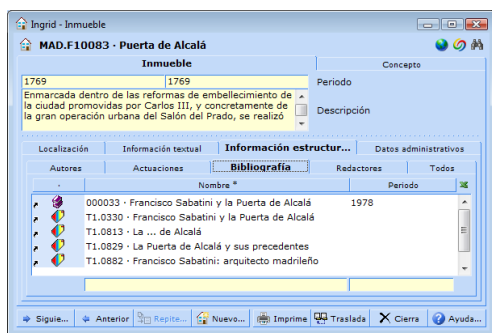 Ingrid - Inmueble
MAD.F10083 · Puerta de Alcalá
Inmueble Concepto
1769 1769 Periodo
Enmarcada dentro de las reformas de embellecimiento de
la ciudad promovidas por Carlos III, y concretamente de
la gran operación urbana del Salón del Prado, se realizó
Descripción
Localización Información textual Información estructur... Datos administrativos
Autores Actuaciones Bibliografía Redactores Todos
· Nombre * Periodo
000033 · Francisco Sabatini y la Puerta de Alcalá 1978
T1.0330 · Francisco Sabatini y la Puerta de Alcalá
T1.0813 · La ... de Alcalá
T1.0829 · La Puerta de Alcalá y sus precedentes
T1.0882 · Francisco Sabatini: arquitecto madrileño
Siguie... Anterior Repite... Nuevo... Imprime Traslada Cierra Ayuda...